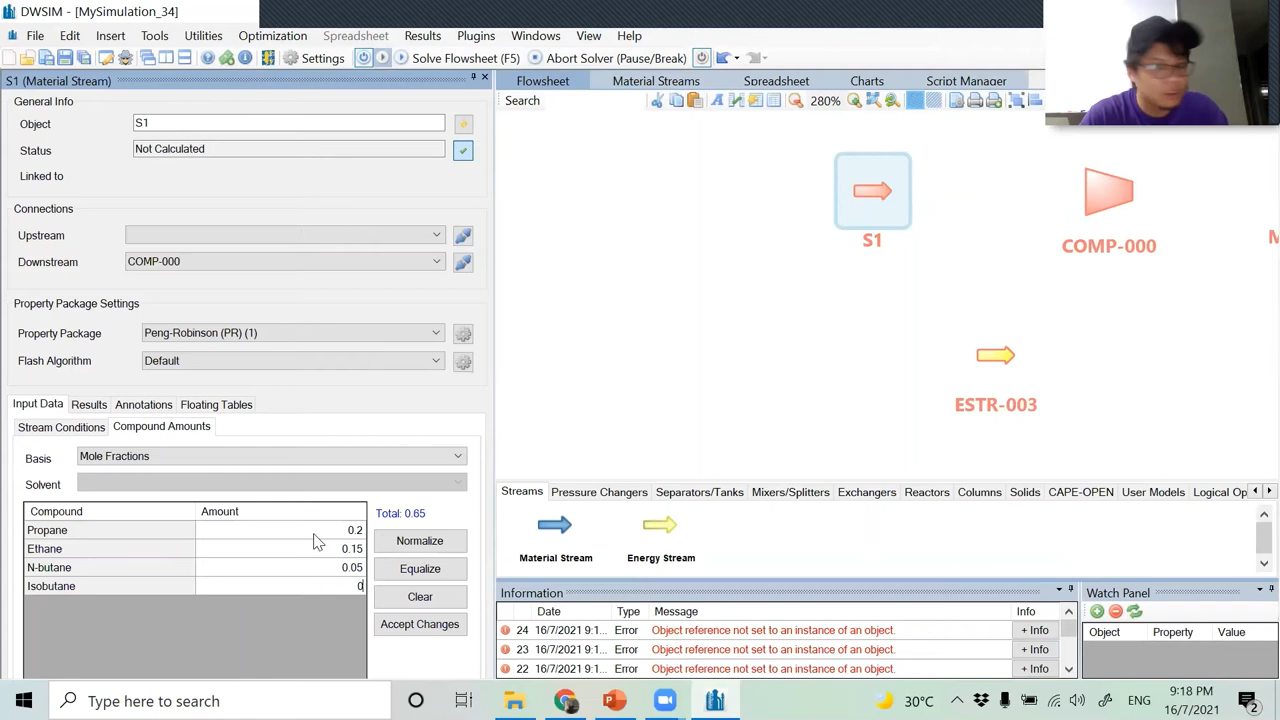 DWSIM - [MySimulation_34]
File Edit Insert Tools Utilities Optimization Spreadsheet Results Plugins Windows View Help
Settings Solve Flowsheet (F5) Abort Solver (Pause/Break)
S1 (Material Stream)
General Info
Object S1
Status Not Calculated
Linked to
Connections
Upstream
Downstream COMP-000
Property Package Settings
Property Package Peng-Robinson (PR) (1)
Flash Algorithm Default
Input Data Results Annotations Floating Tables
Stream Conditions Compound Amounts
Basis Mole Fractions
Solvent
Compound Amount
Total: 0.65
Propane 0.2
Ethane 0.15
N-butane 0.05
Isobutane 0
Normalize
Equalize
Clear
Accept Changes
Flowsheet Material Streams Spreadsheet Charts Script Manager
Search 280%
S1
COMP-000
M
ESTR-003
Streams Pressure Changers Separators/Tanks Mixers/Splitters Exchangers Reactors Columns Solids CAPE-OPEN User Models Logical Op
Material Stream Energy Stream
Information
Date Type Message Info
24 16/7/2021 9:1... Error Object reference not set to an instance of an object. + Info
23 16/7/2021 9:1... Error Object reference not set to an instance of an object. + Info
22 16/7/2021 9:1... Error Object reference not set to an instance of an object. + Info
Watch Panel
Object Property Value
Type here to search
30°C ENG 9:18 PM
16/7/2021
2